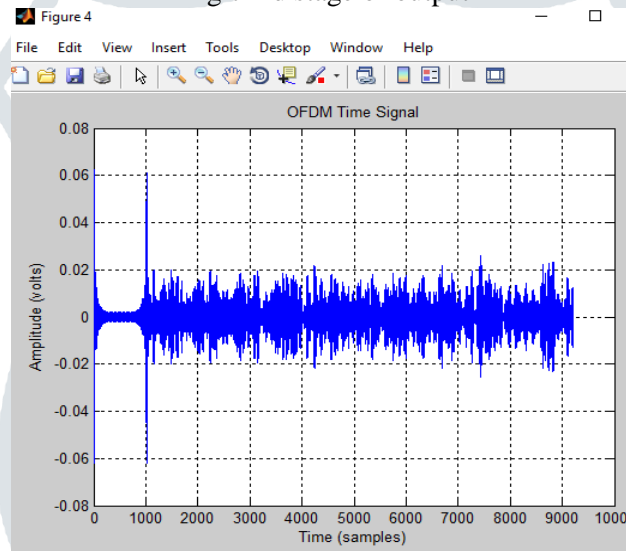 Figure 4
File Edit View Insert Tools Desktop Window Help
OFDM Time Signal
0.08
0.06
0.04
0.02
0
-0.02
-0.04
-0.06
-0.08
Amplitude (volts)
0 1000 2000 3000 4000 5000 6000 7000 8000 9000 1000
Time (samples)